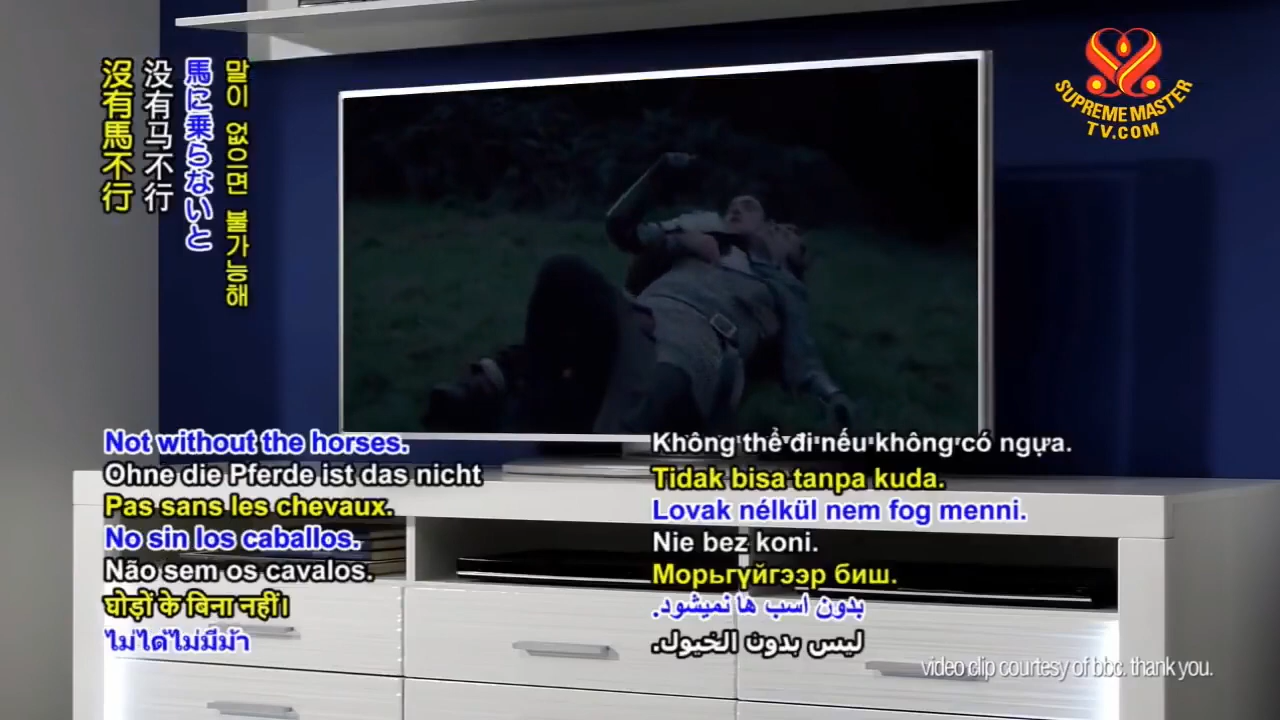 沒有馬不行
没有马不行
馬に乗らないと
말이 없으면 불가능해
SUPREME MASTER
TV.COM
Not without the horses.
Ohne die Pferde ist das nicht
Pas sans les chevaux.
No sin los caballos.
Não sem os cavalos.
घोड़ों के बिना नहीं।
ไม่ได้ไม่มีม้า
Không thể đi nếu không có ngựa.
Tidak bisa tanpa kuda.
Lovak nélkül nem fog menni.
Nie bez koni.
Морьгүйгээр биш.
بدون اسب ها نمیشود.
ليس بدون الخيول.
video clip courtesy of bbc. thank you.